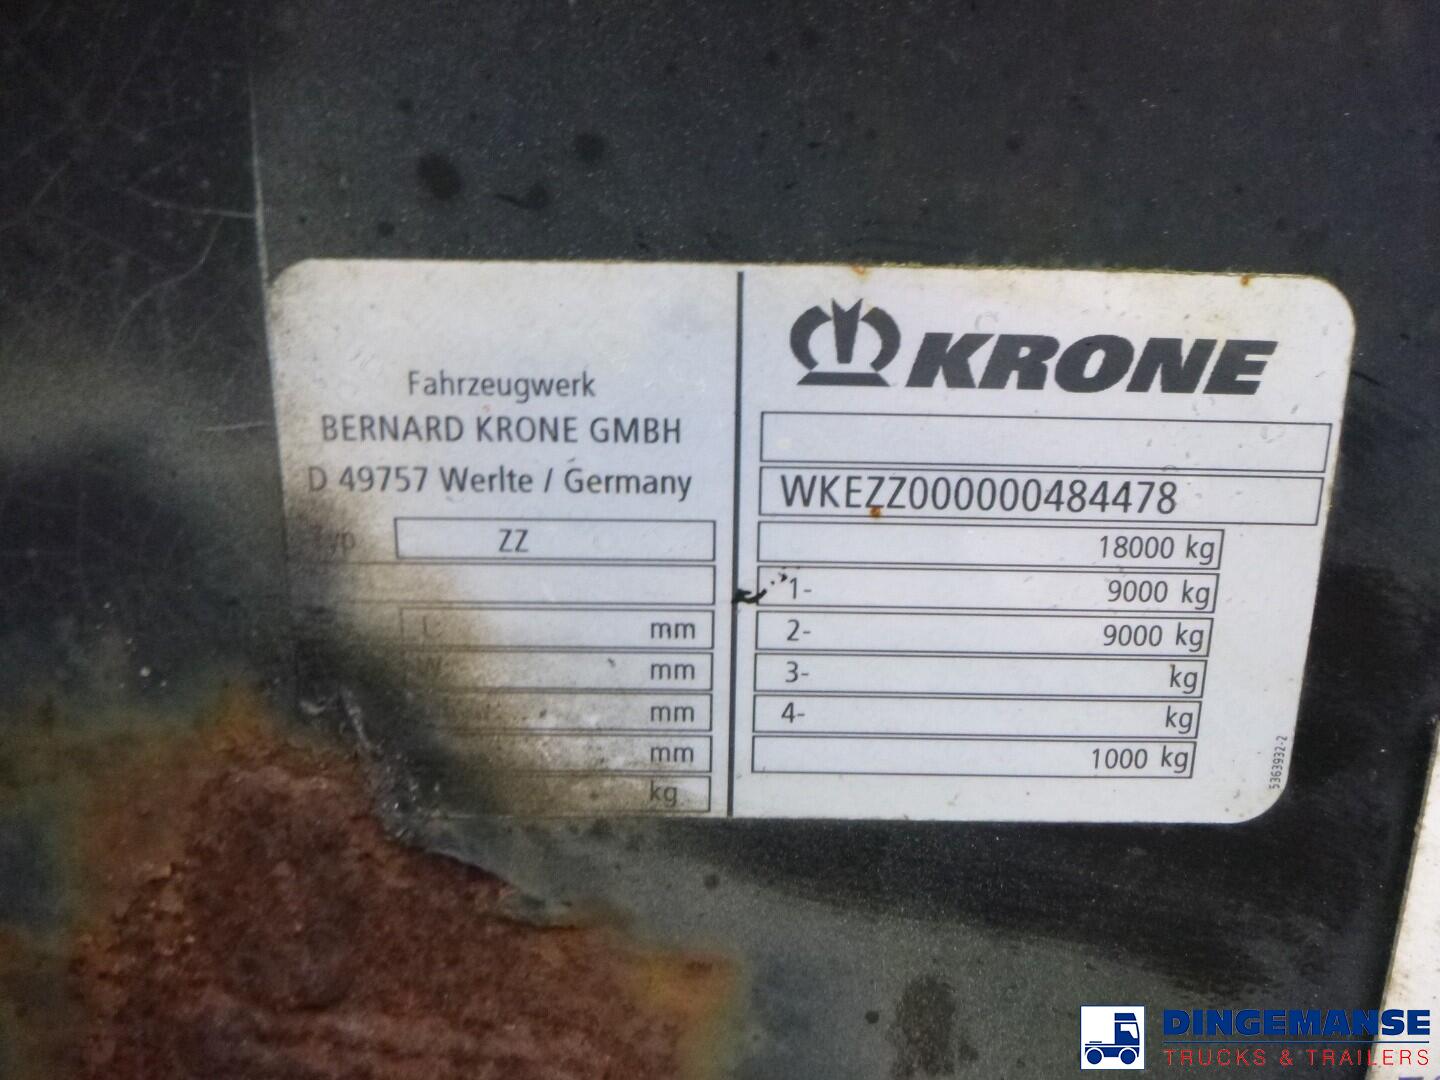 Fahrzeugwerk
BERNARD KRONE GMBH
D 49757 Werlte / Germany
Typ ZZ
L mm
W mm
mm
mm
kg
KRONE
WKEZZ000000484478
18000 kg
1- 9000 kg
2- 9000 kg
3- kg
4- kg
1000 kg
5363932-2
DINGEMANSE
TRUCKS & TRAILERS